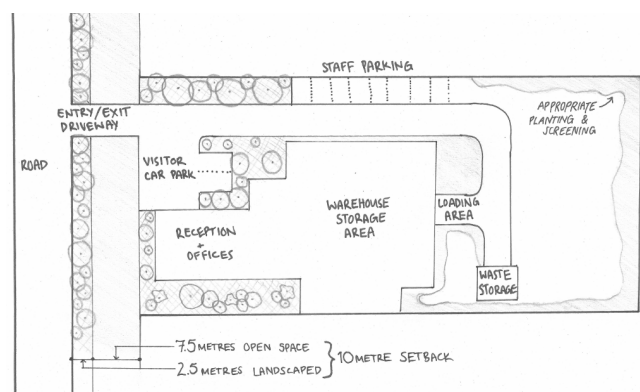 STAFF PARKING
ENTRY/EXIT
DRIVEWAY
APPROPRIATE
PLANTING &
SCREENING
ROAD
VISITOR
CAR PARK
WAREHOUSE
STORAGE
AREA
LOADING
AREA
RECEPTION
+
OFFICES
WASTE
STORAGE
7.5 METRES OPEN SPACE
2.5 METRES LANDSCAPED
10 METRE SETBACK